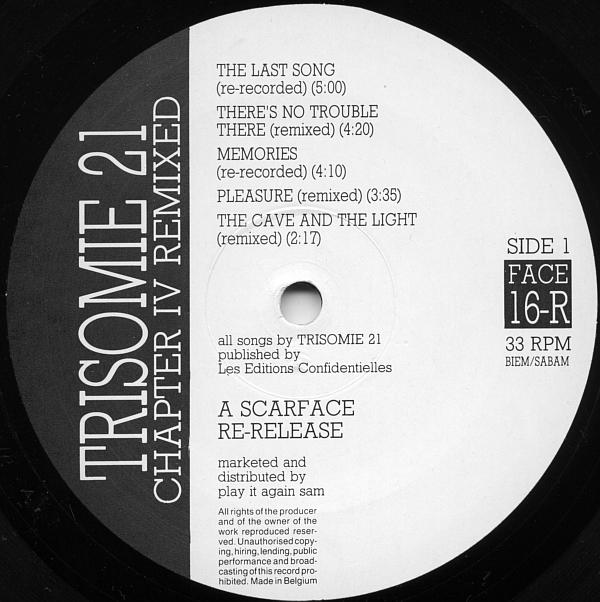 TRISOMIE 21
CHAPTER IV REMIXED
THE LAST SONG
(re-recorded) (5:00)
THERE'S NO TROUBLE
THERE (remixed) (4:20)
MEMORIES
(re-recorded) (4:10)
PLEASURE (remixed) (3:35)
THE CAVE AND THE LIGHT
(remixed) (2:17)
SIDE 1
FACE
16-R
33 RPM
BIEM/SABAM
all songs by TRISOMIE 21
published by
Les Editions Confidentielles
A SCARFACE
RE-RELEASE
marketed and
distributed by
play it again sam
All rights of the producer
and of the owner of the
work reproduced reser-
ved. Unauthorised copy-
ing, hiring, lending, public
performance and broad-
casting of this record pro-
hibited. Made in Belgium